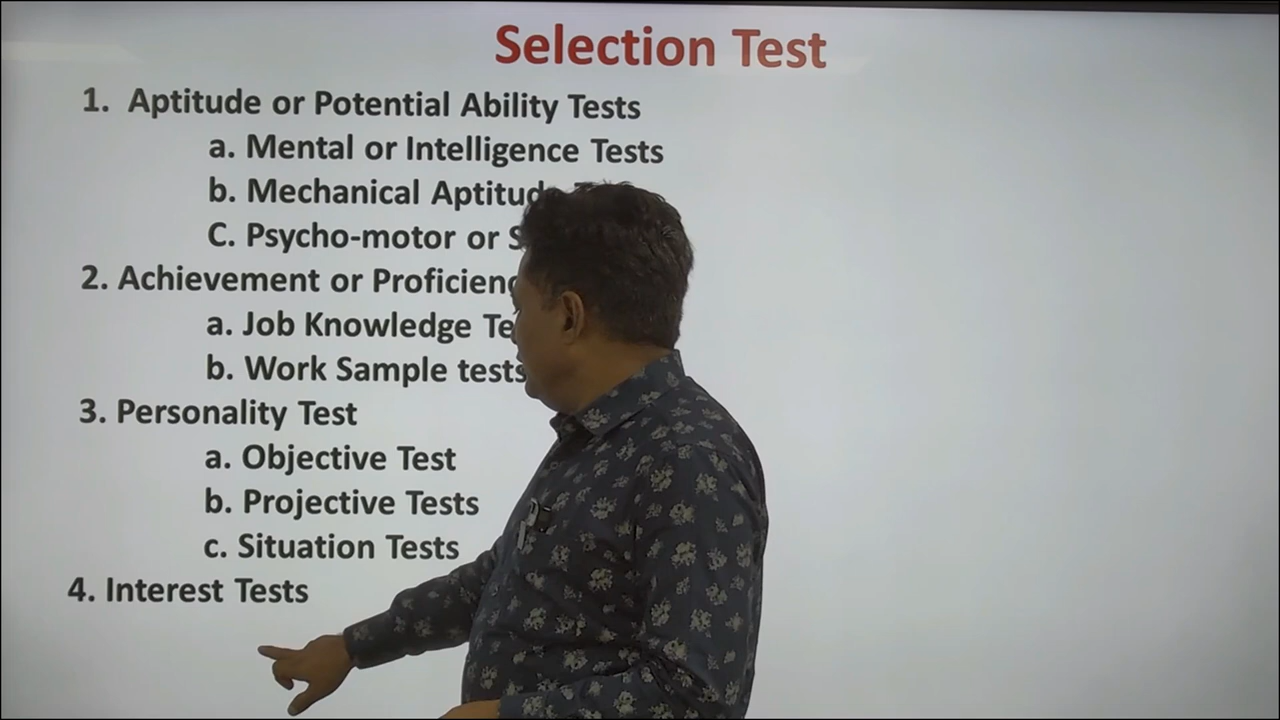 Selection Test
1. Aptitude or Potential Ability Tests
a. Mental or Intelligence Tests
b. Mechanical
C. Psycho-motor or
2. Achievement or
a. Job Knowledge
b. Work Sample tests
3. Personality Test
a. Objective Test
b. Projective Tests
c. Situation Tests
4. Interest Tests